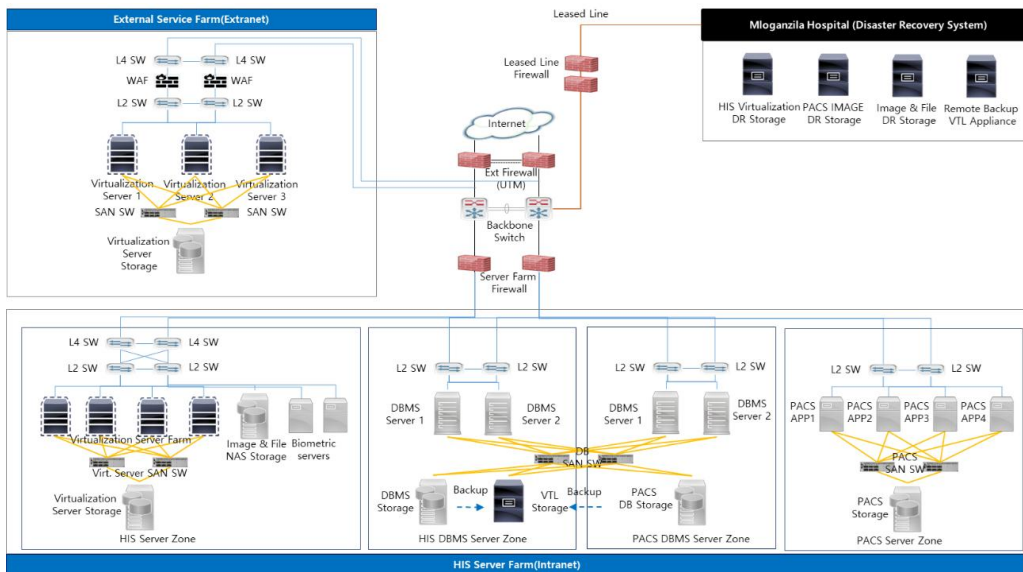 External Service Farm(Extranet)
L4 SW
L4 SW
WAF
WAF
L2 SW
L2 SW
Virtualization
Server 1
Virtualization
Server 2
Virtualization
Server 3
SAN SW
SAN SW
Virtualization
Server
Storage
Leased Line
Leased Line
Firewall
Internet
Ext Firewall
(UTM)
Backbone
Switch
Server Farm
Firewall
Mloganzila Hospital (Disaster Recovery System)
HIS Virtualization
DR Storage
PACS IMAGE
DR Storage
Image & File
DR Storage
Remote Backup
VTL Appliance
L4 SW
L4 SW
L2 SW
L2 SW
Virtualization Server Farm
Image & File
NAS Storage
Biometric
servers
Virt. Server SAN SW
Virtualization
Server Storage
HIS Server Zone
L2 SW
L2 SW
DBMS
Server 1
DBMS
Server 2
DBMS
Storage
Backup
VTL
Storage
HIS DBMS Server Zone
L2 SW
L2 SW
DBMS
Server 1
DBMS
Server 2
DB
SAN SW
Backup
PACS
DB Storage
PACS DBMS Server Zone
L2 SW
L2 SW
PACS
APP1
PACS
APP2
PACS
APP3
PACS
APP4
PACS
SAN SW
PACS
Storage
PACS Server Zone
HIS Server Farm(Intranet)